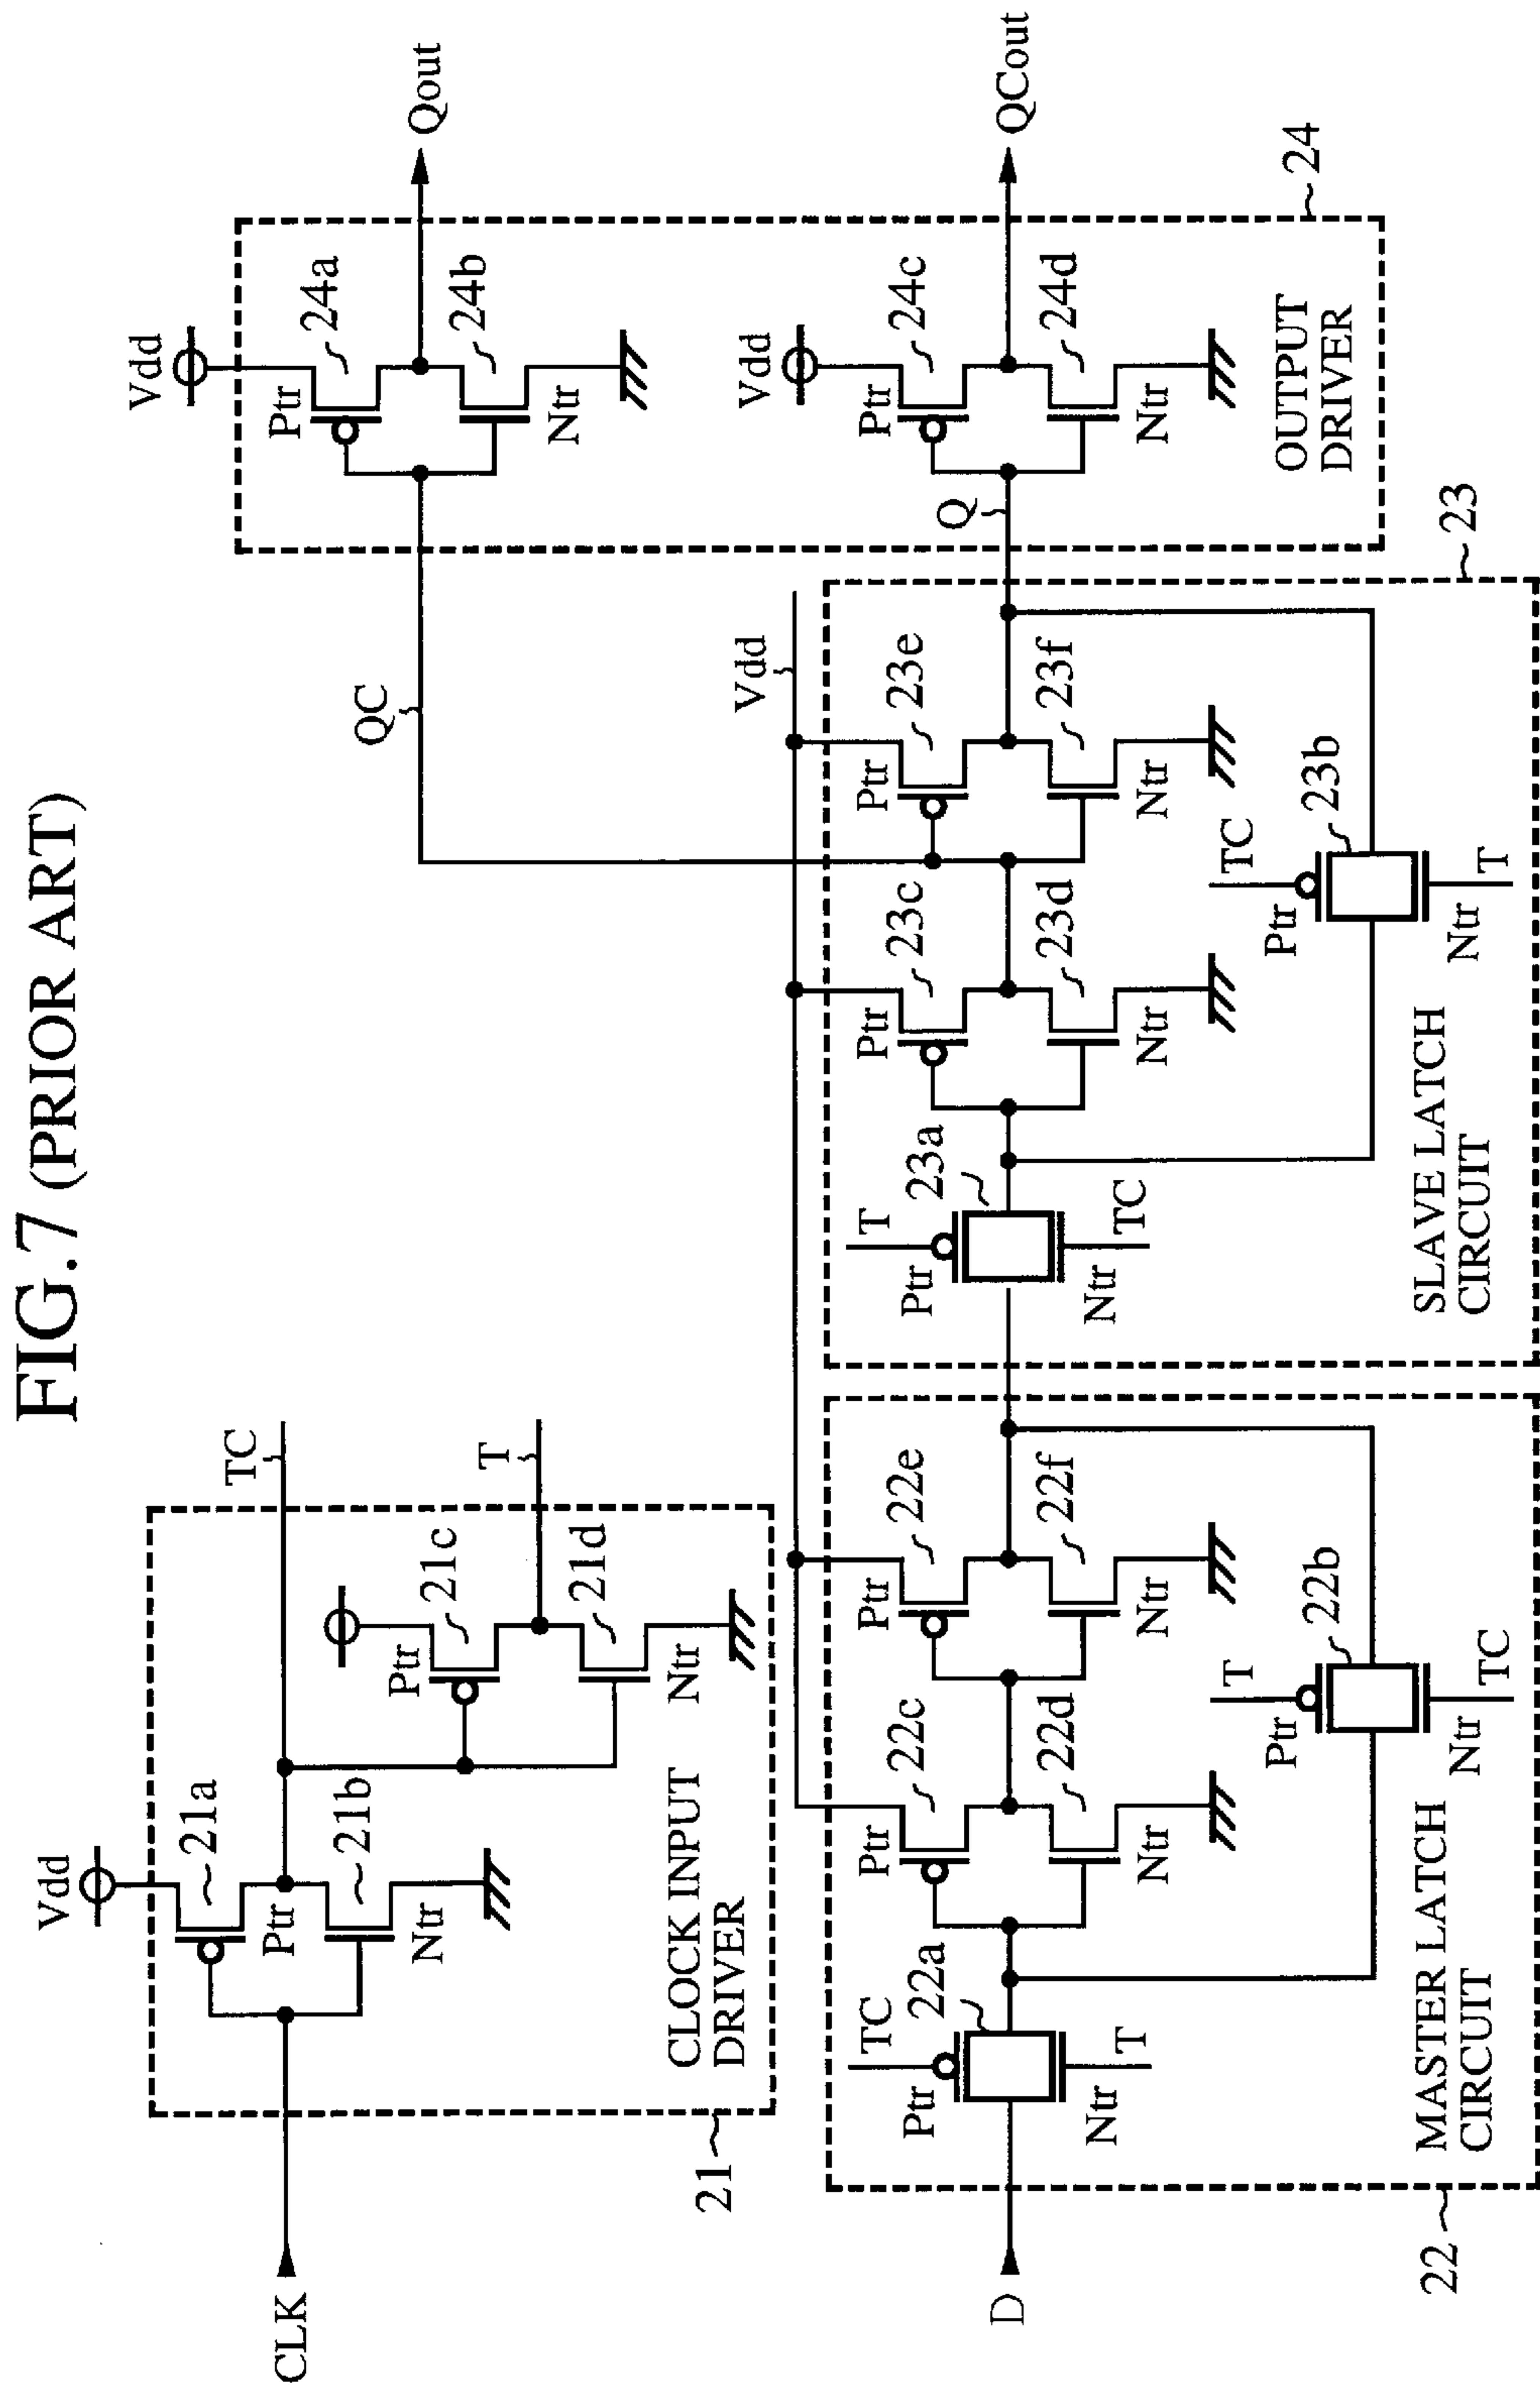 FIG.7 (PRIOR ART)
Vdd
21a
Ptr
21b
Ntr
CLK
TC
Ptr
21c
T
21d
Ntr
CLOCK INPUT
DRIVER
21
QC
Vdd
Ptr
24a
24b
Ntr
Qout
Vdd
Ptr
24c
24d
Ntr
Q
QCout
OUTPUT
DRIVER
24
Vdd
D
TC
Ptr
22a
Ntr
T
Ptr
22c
22d
Ntr
Ptr
22e
22f
Ntr
T
Ptr
22b
Ntr
TC
MASTER LATCH
CIRCUIT
22
T
Ptr
23a
Ntr
TC
Ptr
23c
23d
Ntr
Ptr
23e
23f
Ntr
TC
Ptr
23b
Ntr
T
SLAVE LATCH
CIRCUIT
23